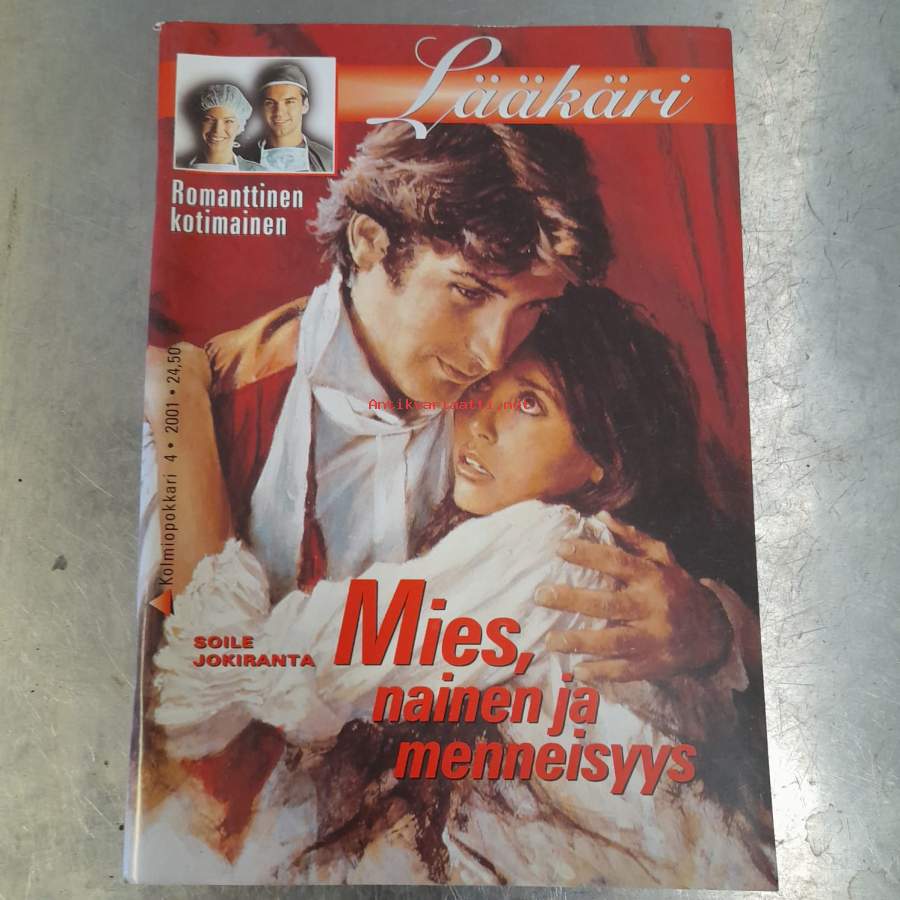 Lääkäri
Romanttinen
kotimainen
Kolmiopokkari 4 • 2001 • 24,50
Antikvariaatti.net
SOILE
JOKIRANTA
Mies,
nainen ja
menneisyys